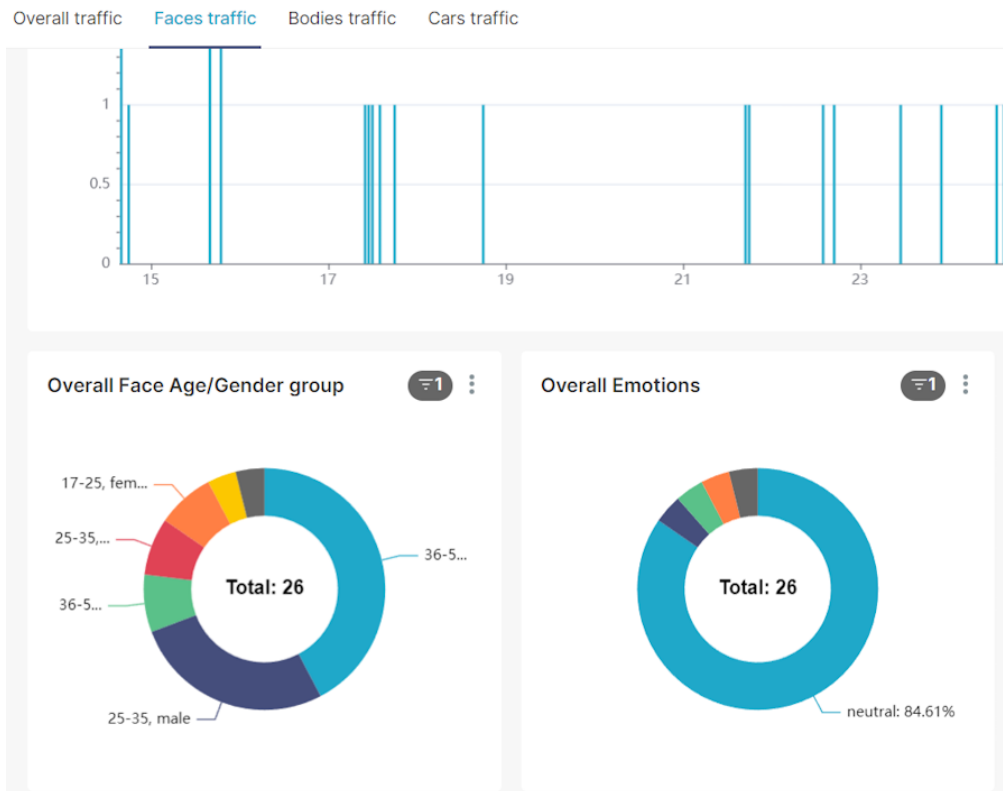 Overall traffic Faces traffic Bodies traffic Cars traffic
1
0.5
0
15 17 19 21 23
Overall Face Age/Gender group 1
Overall Emotions 1
17-25, fem...
25-35,...
36-5...
36-5...
Total: 26
25-35, male
Total: 26
neutral: 84.61%